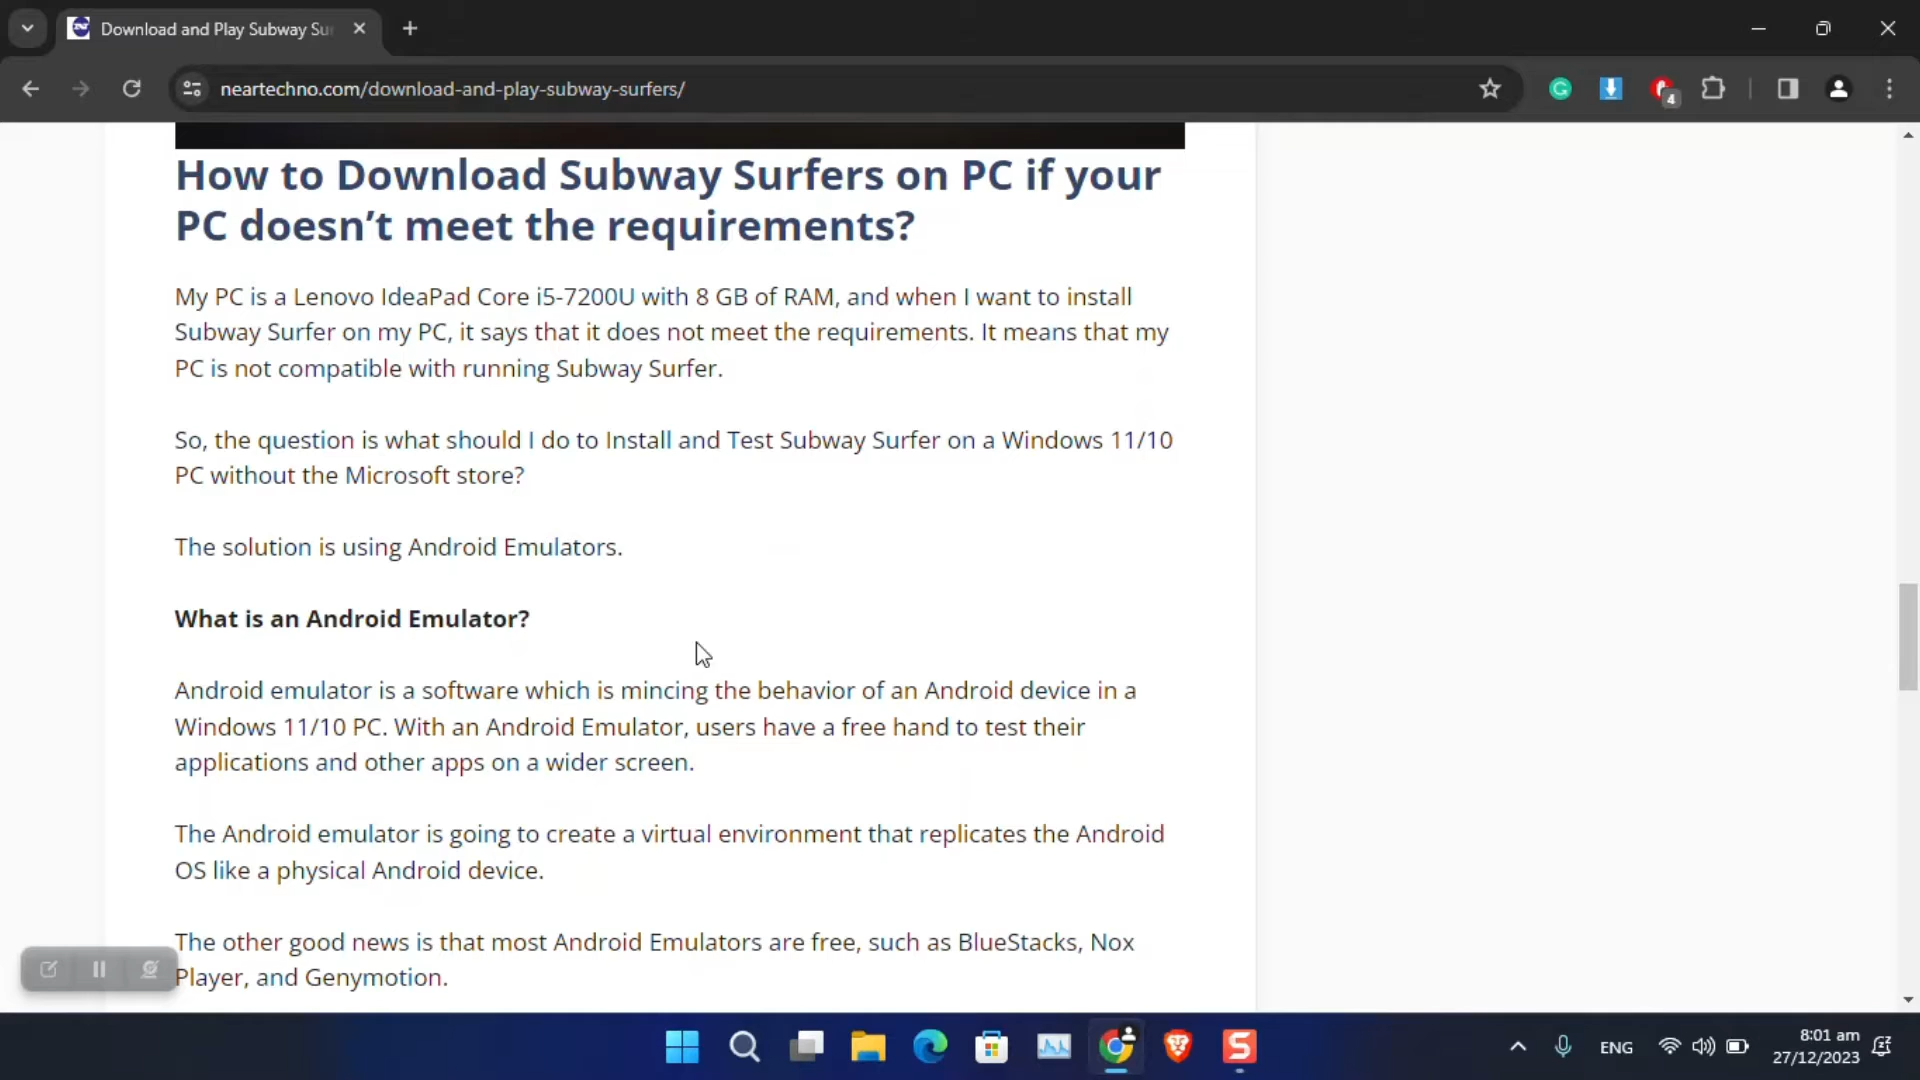 Download and Play Subway Su
neartechno.com/download-and-play-subway-surfers/
4
How to Download Subway Surfers on PC if your
PC doesn’t meet the requirements?
My PC is a Lenovo IdeaPad Core i5-7200U with 8 GB of RAM, and when I want to install
Subway Surfer on my PC, it says that it does not meet the requirements. It means that my
PC is not compatible with running Subway Surfer.
So, the question is what should I do to Install and Test Subway Surfer on a Windows 11/10
PC without the Microsoft store?
The solution is using Android Emulators.
What is an Android Emulator?
Android emulator is a software which is mincing the behavior of an Android device in a
Windows 11/10 PC. With an Android Emulator, users have a free hand to test their
applications and other apps on a wider screen.
The Android emulator is going to create a virtual environment that replicates the Android
OS like a physical Android device.
The other good news is that most Android Emulators are free, such as BlueStacks, Nox
Player, and Genymotion.
ENG
8:01 am
27/12/2023